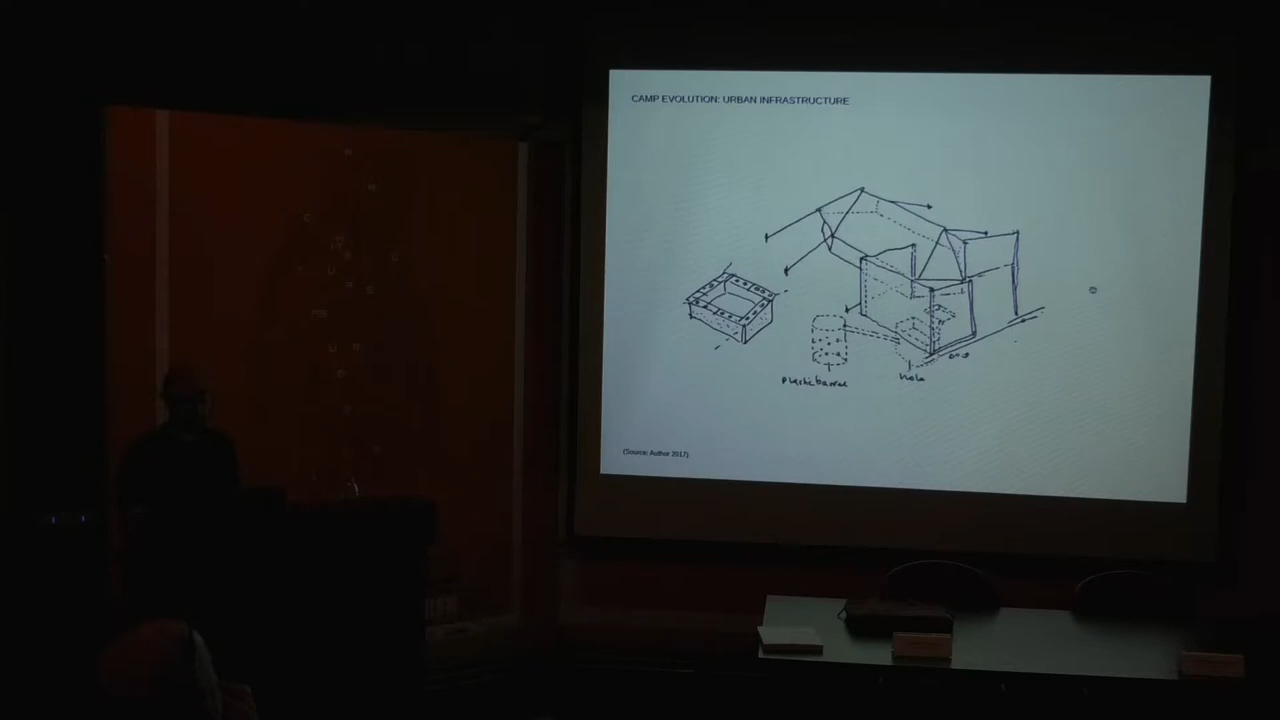 CAMP EVOLUTION: URBAN INFRASTRUCTURE
plastic barrel
hole
(Source: Author 2017)